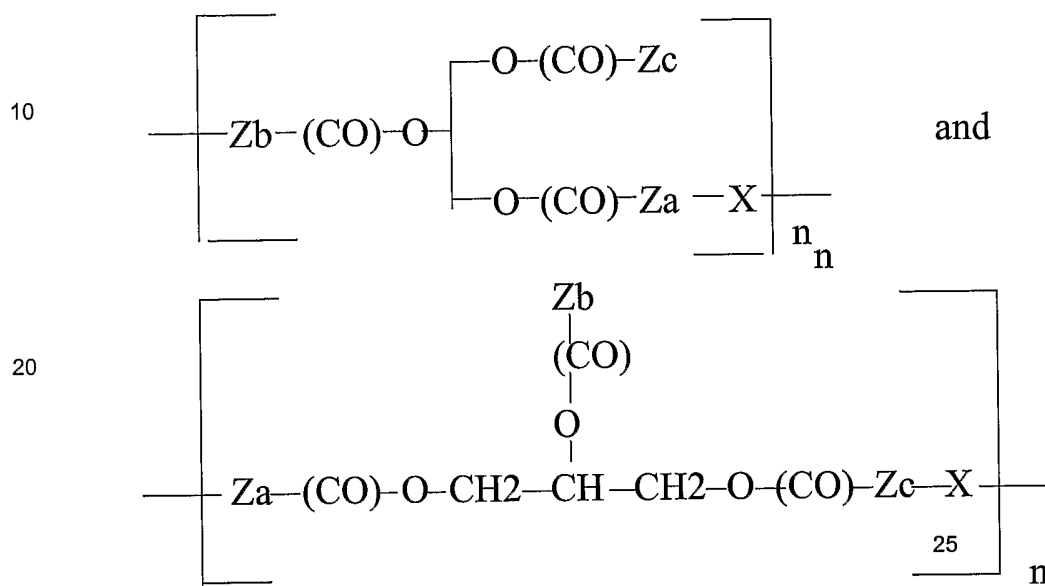 O-(CO)-Zc
10
Zb-(CO)-O
and
O-(CO)-Za-X
n
n
Zb
(CO)
20
O
Za-(CO)-O-CH2-CH-CH2-O-(CO)-Zc-X
25
n